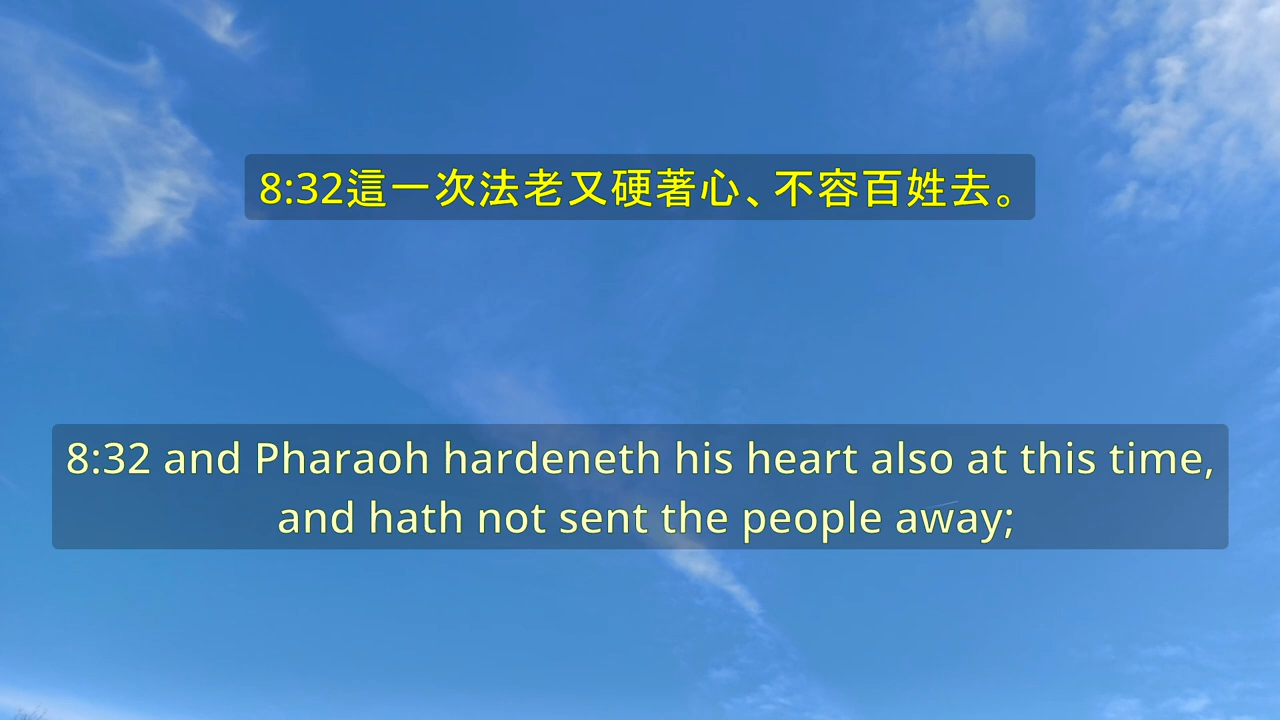 8:32這一次法老又硬著心、不容百姓去。
8:32 and Pharaoh hardeneth his heart also at this time,
and hath not sent the people away;